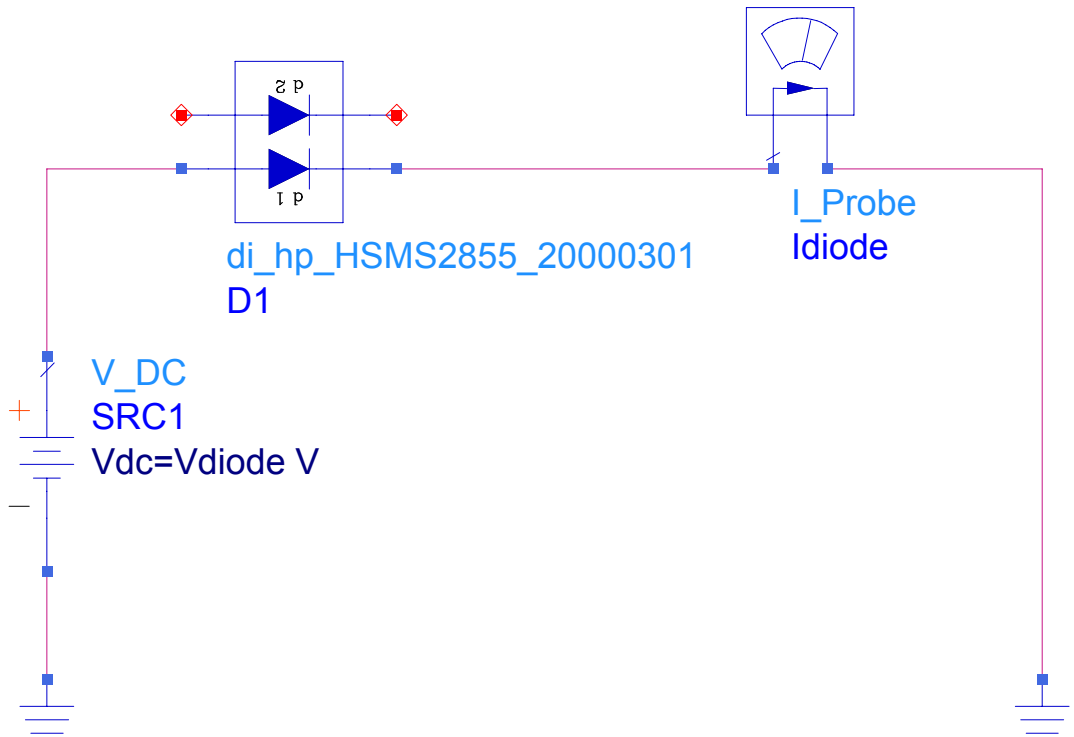 d 2
d 1
I_Probe
Idiode
di_hp_HSMS2855_20000301
D1
V_DC
SRC1
Vdc=Vdiode V
+
–